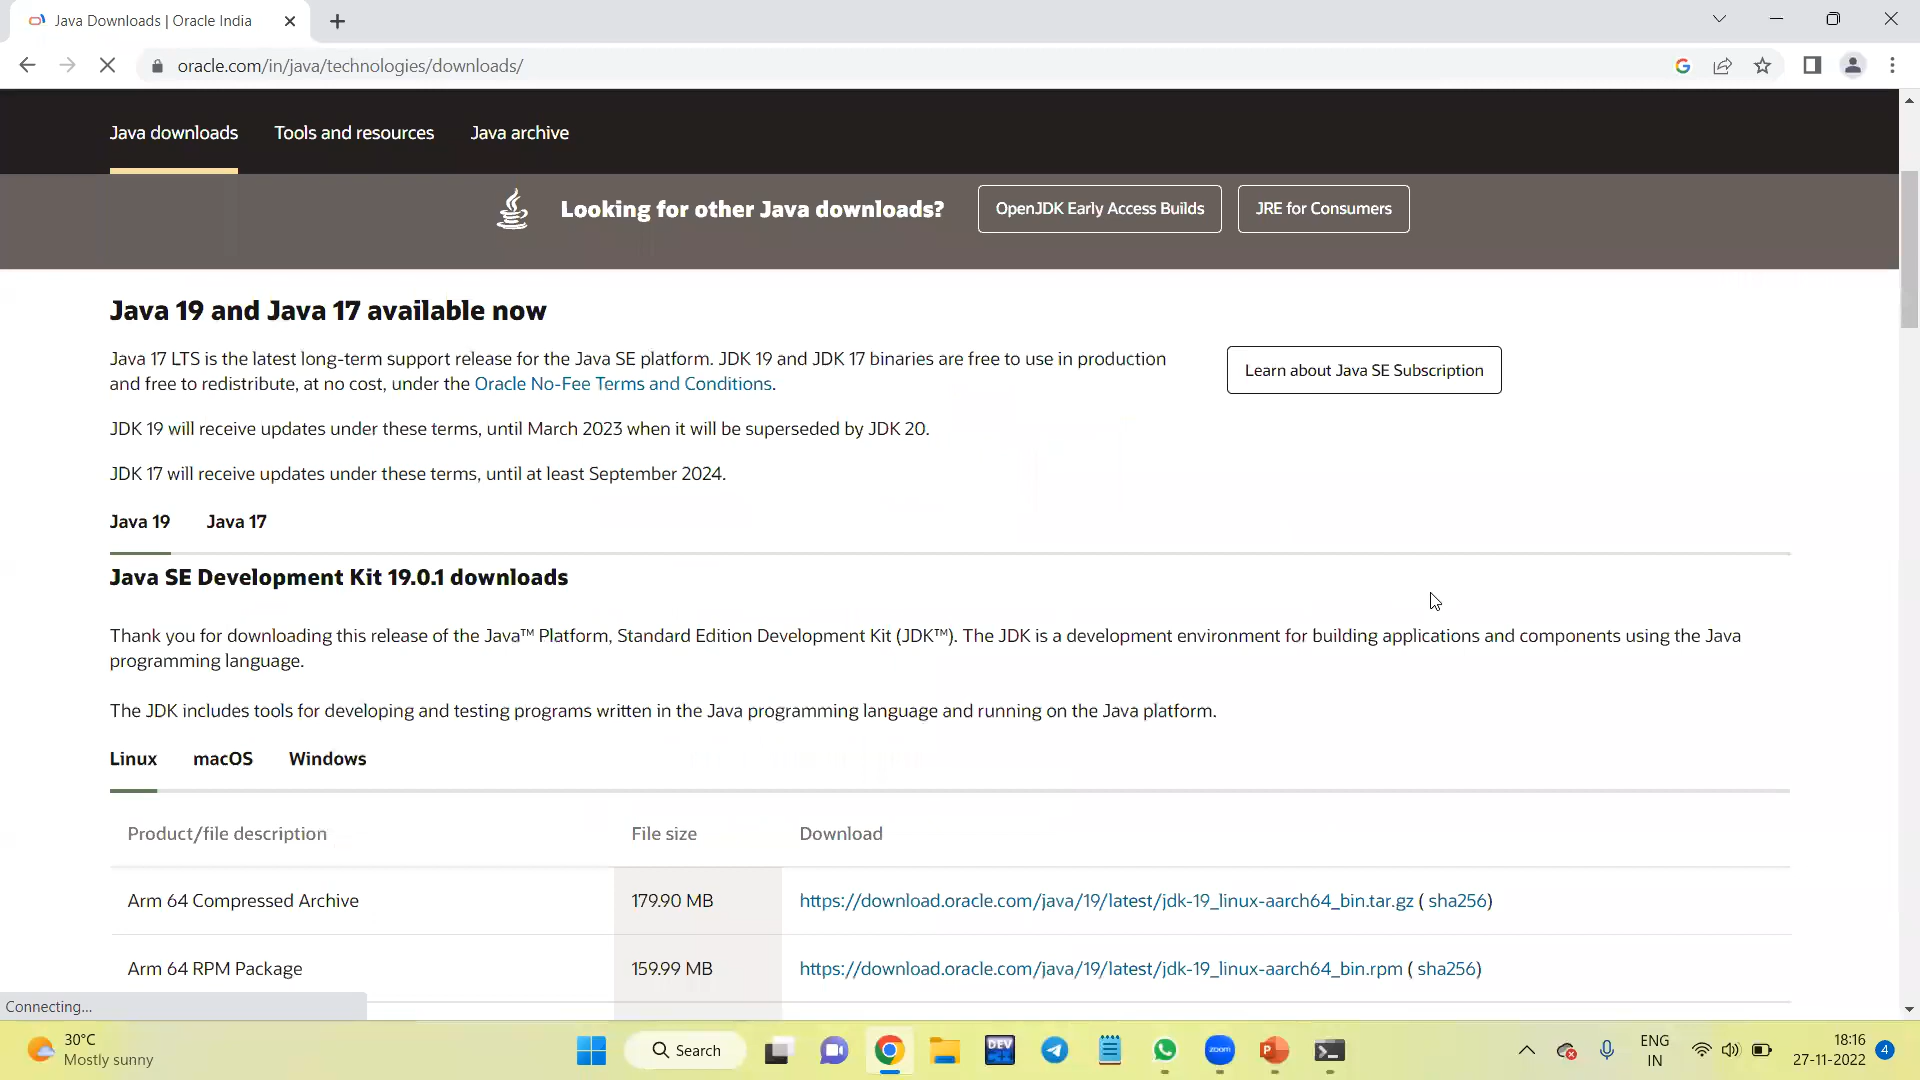 Java Downloads | Oracle India
oracle.com/in/java/technologies/downloads/
Java downloads Tools and resources Java archive
Looking for other Java downloads? OpenJDK Early Access Builds JRE for Consumers
Java 19 and Java 17 available now
Java 17 LTS is the latest long-term support release for the Java SE platform. JDK 19 and JDK 17 binaries are free to use in production
and free to redistribute, at no cost, under the Oracle No-Fee Terms and Conditions.
Learn about Java SE Subscription
JDK 19 will receive updates under these terms, until March 2023 when it will be superseded by JDK 20.
JDK 17 will receive updates under these terms, until at least September 2024.
Java 19 Java 17
Java SE Development Kit 19.0.1 downloads
Thank you for downloading this release of the Java™ Platform, Standard Edition Development Kit (JDK™). The JDK is a development environment for building applications and components using the Java
programming language.
The JDK includes tools for developing and testing programs written in the Java programming language and running on the Java platform.
Linux macOS Windows
Product/file description File size Download
Arm 64 Compressed Archive 179.90 MB https://download.oracle.com/java/19/latest/jdk-19_linux-aarch64_bin.tar.gz ( sha256)
Arm 64 RPM Package 159.99 MB https://download.oracle.com/java/19/latest/jdk-19_linux-aarch64_bin.rpm ( sha256)
Connecting...
30°C
Mostly sunny
Search
DEV
zoom
P
ENG
IN
18:16
27-11-2022
4